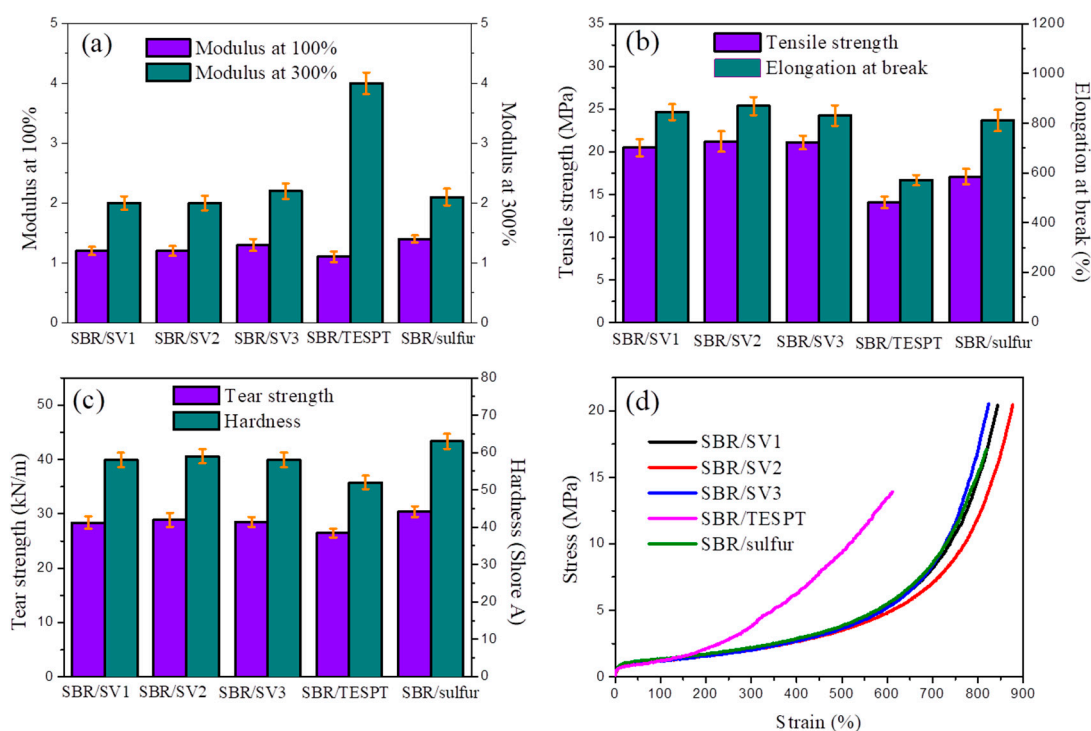 (a)
Modulus at 100%
Modulus at 300%
5
4
3
2
1
0
Modulus at 100%
5
4
3
2
1
0
Modulus at 300%
SBR/SV1 SBR/SV2 SBR/SV3 SBR/TESPT SBR/sulfur
(b)
Tensile strength
Elongation at break
35
30
25
20
15
10
5
0
Tensile strength (MPa)
1200
1000
800
600
400
200
0
Elongation at break (%)
SBR/SV1 SBR/SV2 SBR/SV3 SBR/TESPT SBR/sulfur
(c)
Tear strength
Hardness
50
40
30
20
10
0
Tear strength (kN/m)
80
70
60
50
40
30
20
10
0
Hardness (Shore A)
SBR/SV1 SBR/SV2 SBR/SV3 SBR/TESPT SBR/sulfur
(d)
SBR/SV1
SBR/SV2
SBR/SV3
SBR/TESPT
SBR/sulfur
20
15
10
5
0
Stress (MPa)
0 100 200 300 400 500 600 700 800 900
Strain (%)